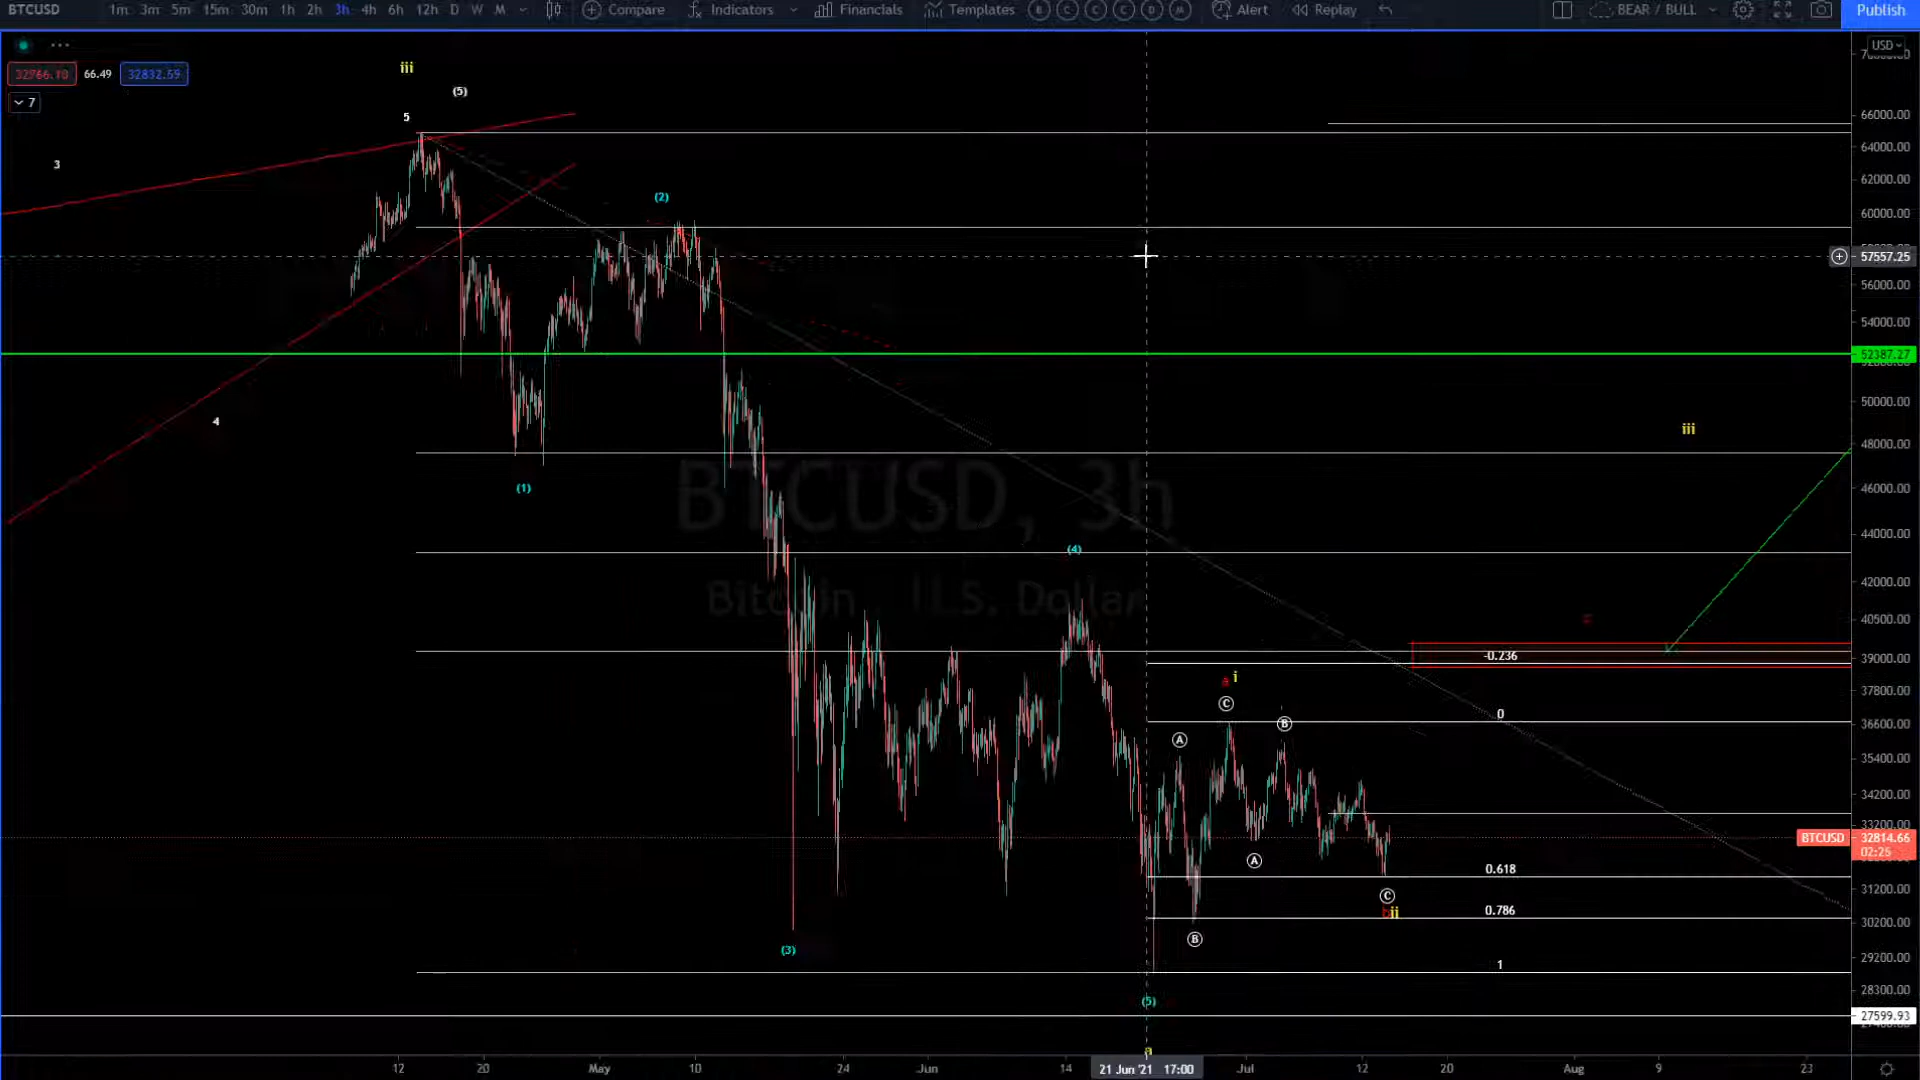 BTCUSD 1m 3m 5m 15m 30m 1h 2h 3h 4h 6h 12h D W M Compare Indicators Financials Templates B C C C D M Alert Replay BEAR / BULL Publish
USD
32766.10 66.49 32832.59
7
iii
(5)
5
3
66000.00
64000.00
62000.00
(2)
60000.00
57557.25
56000.00
54000.00
52387.27
50000.00
4
iii
48000.00
(1)
46000.00
BTCUSD, 3h
44000.00
(4)
42000.00
Bitcoin U.S. Dollar
40500.00
-0.236
39000.00
a i
37800.00
C
0
36600.00
A
B
35400.00
34200.00
33200.00
BTCUSD 32814.66
02:25
A
0.618
31200.00
C
0.786
ii
30200.00
B
(3)
29200.00
1
28300.00
(5)
27599.93
a
12 20 May 10 24 Jun 14 21 Jun '21 17:00 Jul 12 20 Aug 9 23